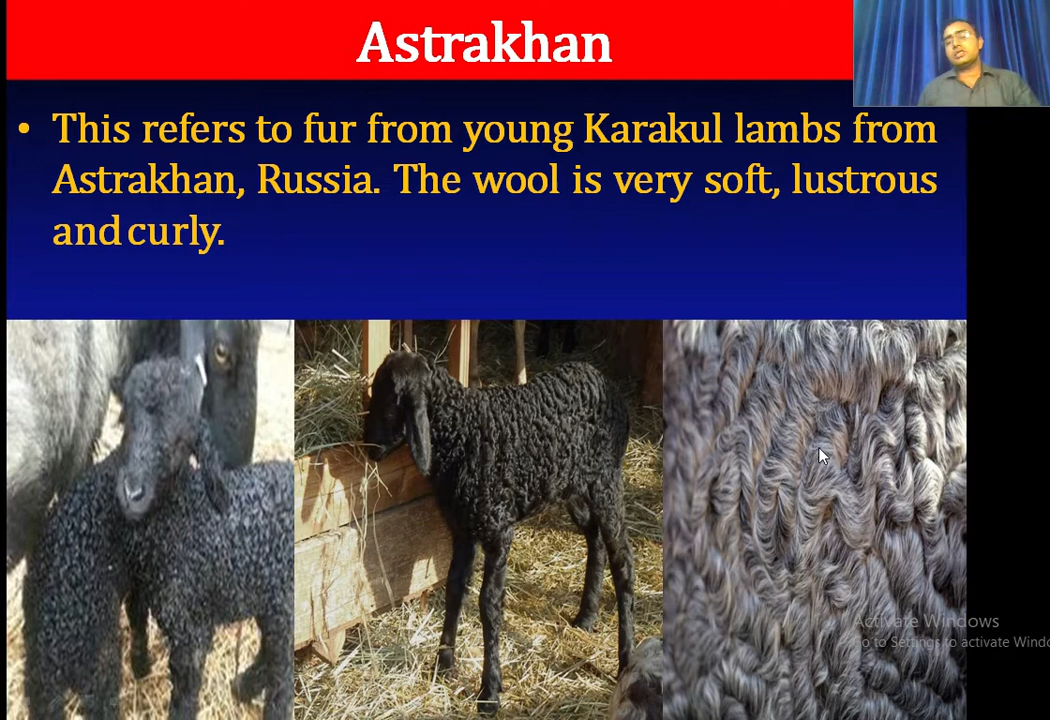 Astrakhan
• This refers to fur from young Karakul lambs from
Astrakhan, Russia. The wool is very soft, lustrous
and curly.
Activate Windows
Go to Settings to activate Windo